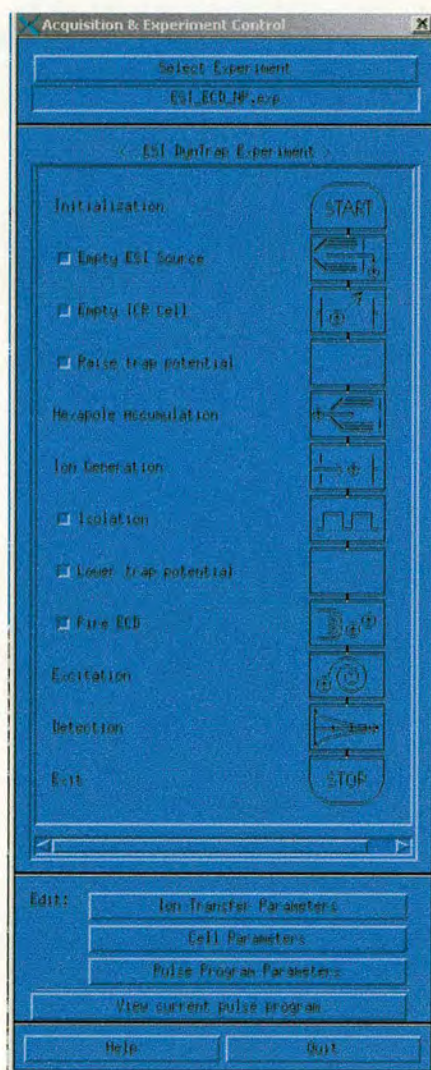 Acquisition & Experiment Control
Select Experiment
ESI_ECD_NP.exp
< ESI DynTrap Experiment >
Initialization
START
Empty ESI Source
Empty ICR Cell
Raise trap potential
Hexapole Accumulation
Ion Generation
Isolation
Lower trap potential
Fire ECD
Excitation
Detection
Exit
STOP
Edit:
Ion Transfer Parameters
Cell Parameters
Pulse Program Parameters
View current pulse program
Help
Quit